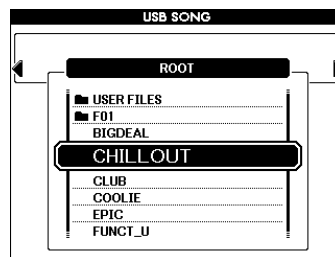 USB SONG
ROOT
USER FILES
F01
BIGDEAL
CHILLOUT
CLUB
COOLIE
EPIC
FUNCT_U